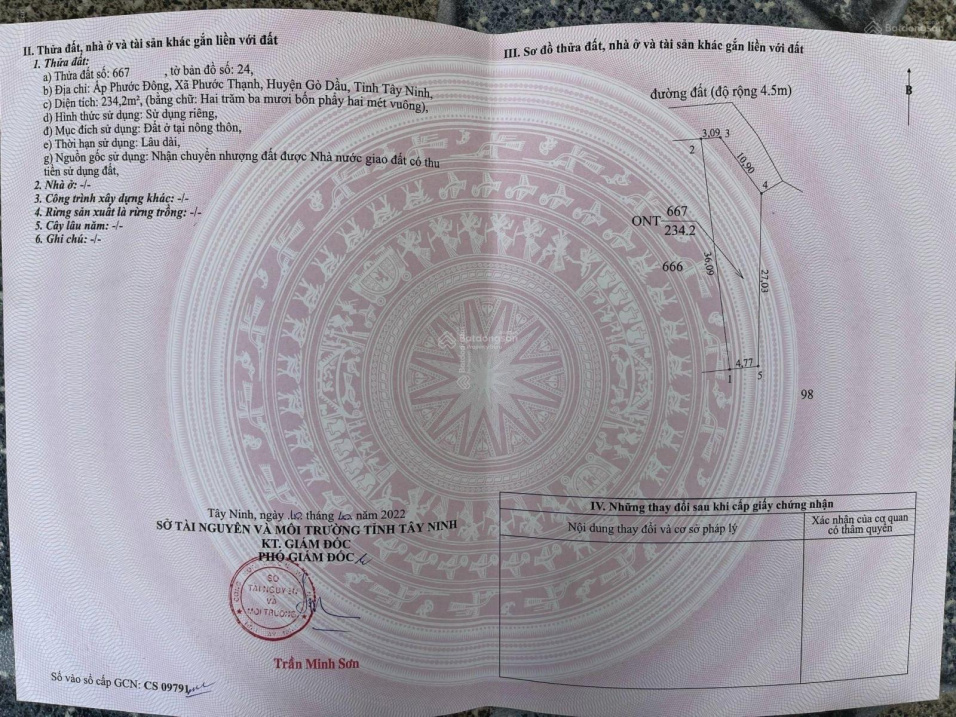 II. Thửa đất, nhà ở và tài sản khác gắn liền với đất
1. Thửa đất:
a) Thửa đất số: 667 , tờ bản đồ số: 24,
b) Địa chỉ: Ấp Phước Đông, Xã Phước Thạnh, Huyện Gò Dầu, Tỉnh Tây Ninh,
c) Diện tích: 234,2m², (bằng chữ: Hai trăm ba mươi bốn phẩy hai mét vuông),
d) Hình thức sử dụng: Sử dụng riêng,
đ) Mục đích sử dụng: Đất ở tại nông thôn,
e) Thời hạn sử dụng: Lâu dài,
g) Nguồn gốc sử dụng: Nhận chuyển nhượng đất được Nhà nước giao đất có thu
tiền sử dụng đất,
2. Nhà ở: -/-
3. Công trình xây dựng khác: -/-
4. Rừng sản xuất là rừng trồng: -/-
5. Cây lâu năm: -/-
6. Ghi chú: -/-
Tây Ninh, ngày tháng năm 2022
SỞ TÀI NGUYÊN VÀ MÔI TRƯỜNG TỈNH TÂY NINH
KT. GIÁM ĐỐC
PHÓ GIÁM ĐỐC
SỞ
TÀI NGUYÊN
VÀ
MÔI TRƯỜNG
Trần Minh Sơn
Số vào sổ cấp GCN: CS 09791
III. Sơ đồ thửa đất, nhà ở và tài sản khác gắn liền với đất
B
đường đất (độ rộng 4.5m)
3,09 3
2
10,90
4
667
ONT
234.2
666
36,09
27,03
4,77
1
5
98
IV. Những thay đổi sau khi cấp giấy chứng nhận
Nội dung thay đổi và cơ sở pháp lý
Xác nhận của cơ quan
có thẩm quyền
Batdongsan
Batdongsan